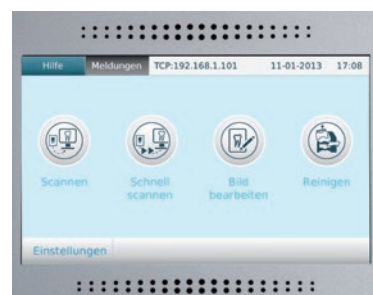 Hilfe Meldungen TCP:192.168.1.101 11-01-2013 17:08
Scannen Schnell scannen Bild bearbeiten Reinigen
Einstellungen